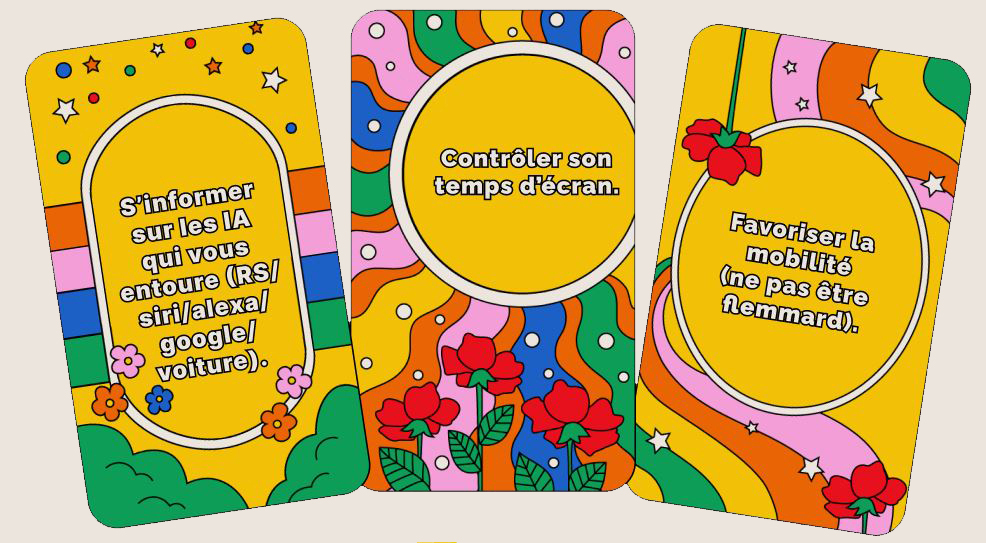 S'informer
sur les IA
qui vous
entoure (RS/
siri/alexa/
google/
voiture).
Contrôler son
temps d'écran.
Favoriser la
mobilité
(ne pas être
flemmard).